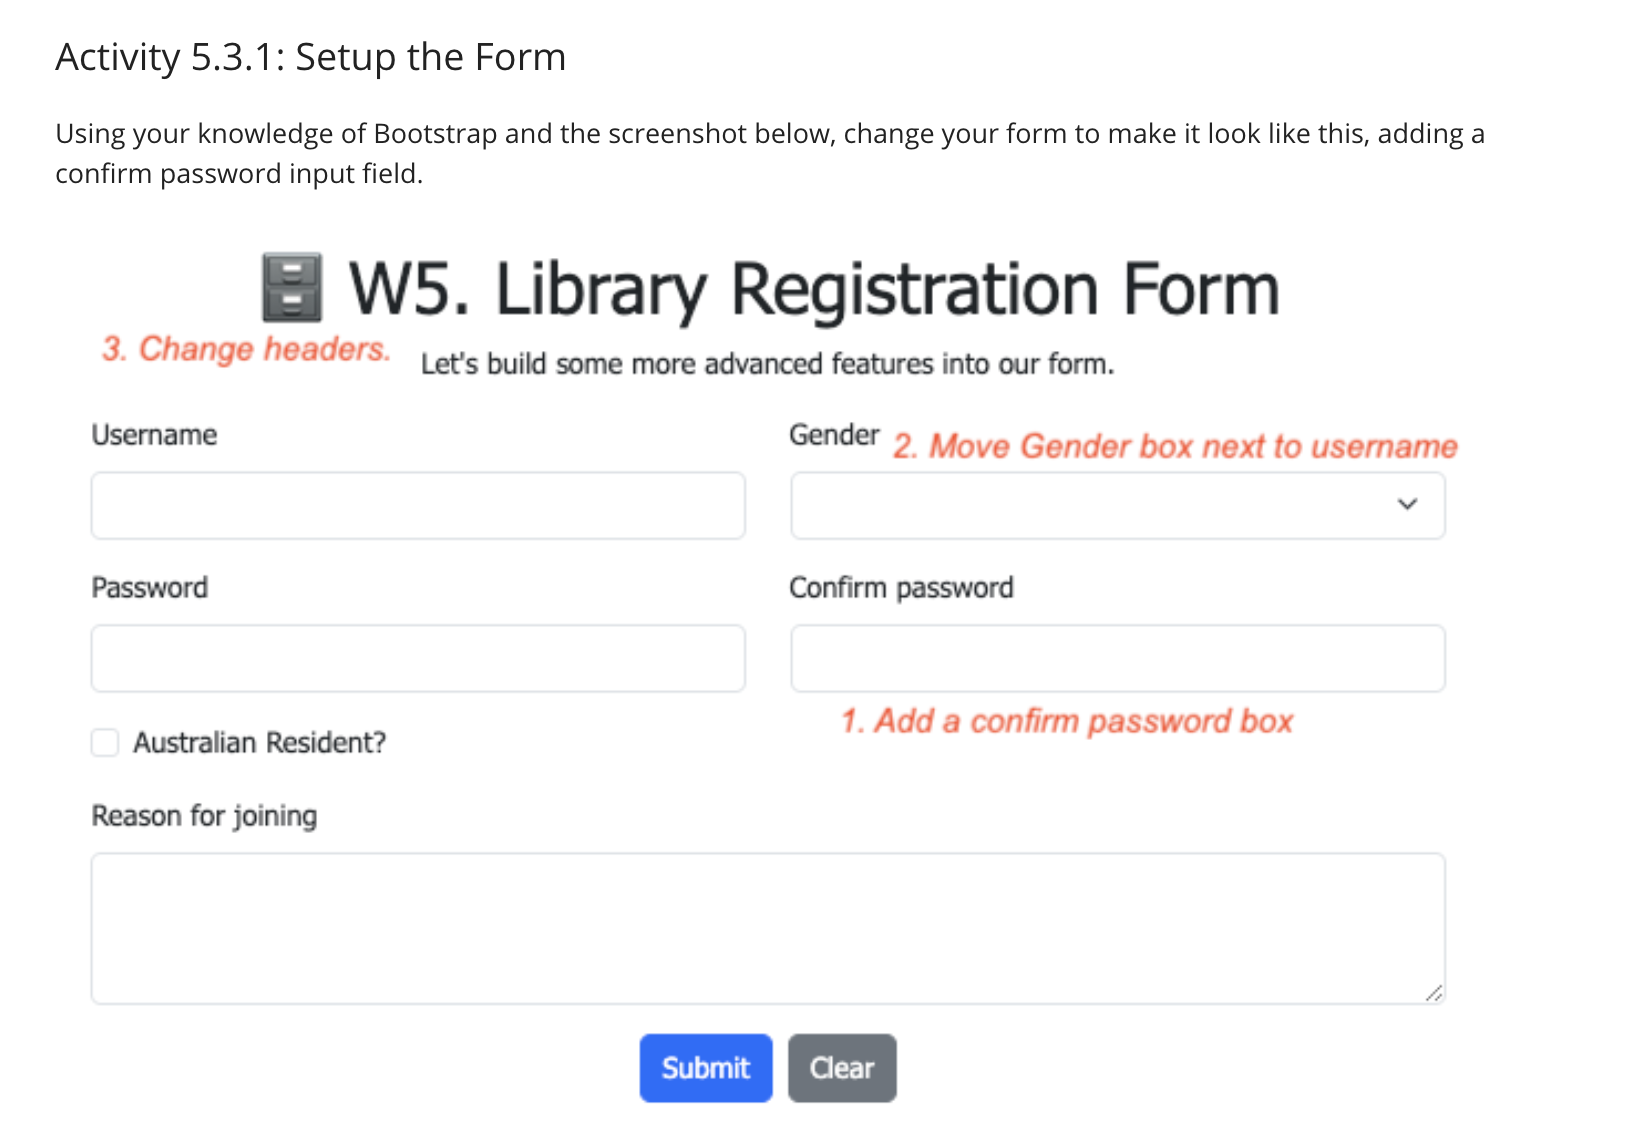 Activity 5.3.1: Setup the Form
Using your knowledge of Bootstrap and the screenshot below, change your form to make it look like this, adding a
confirm password input field.
🗄️ W5. Library Registration Form
3. Change headers.
Let's build some more advanced features into our form.
Username
Gender
2. Move Gender box next to username
Password
Confirm password
1. Add a confirm password box
Australian Resident?
Reason for joining
Submit
Clear